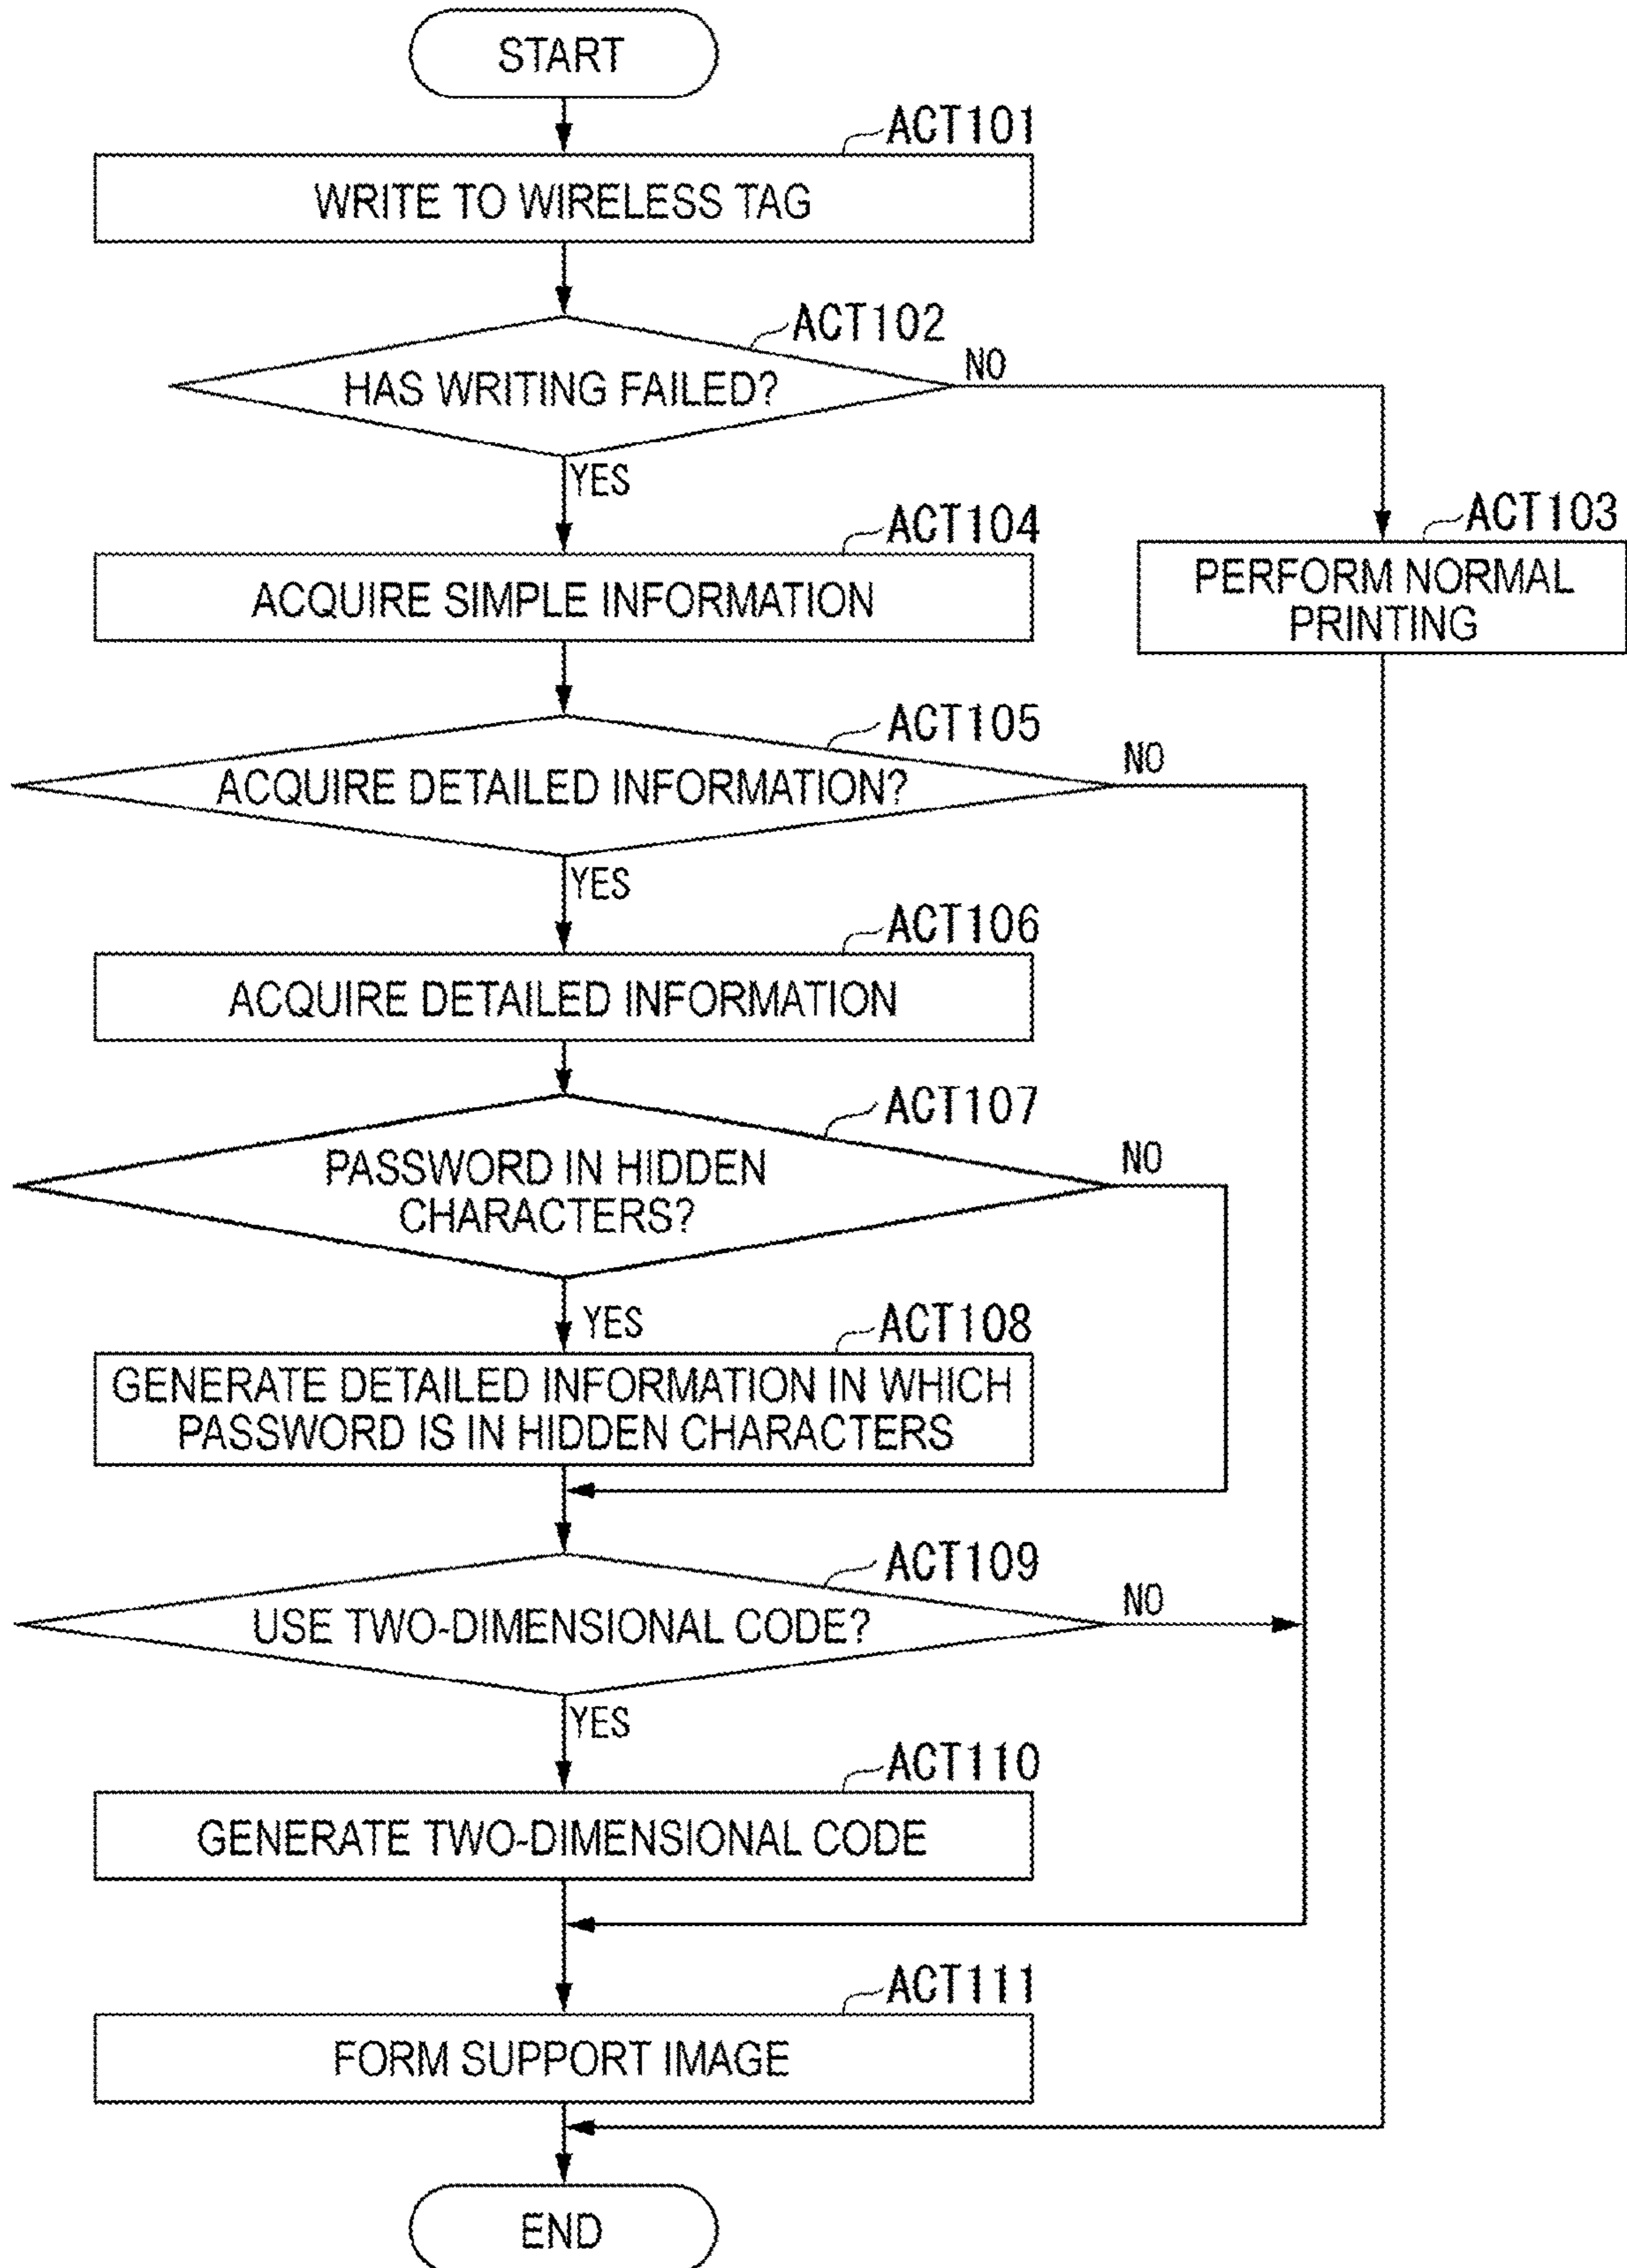 START
ACT101
WRITE TO WIRELESS TAG
ACT102
HAS WRITING FAILED?
NO
YES
ACT103
PERFORM NORMAL
PRINTING
ACT104
ACQUIRE SIMPLE INFORMATION
ACT105
ACQUIRE DETAILED INFORMATION?
NO
YES
ACT106
ACQUIRE DETAILED INFORMATION
ACT107
PASSWORD IN HIDDEN
CHARACTERS?
NO
YES
ACT108
GENERATE DETAILED INFORMATION IN WHICH
PASSWORD IS IN HIDDEN CHARACTERS
ACT109
USE TWO-DIMENSIONAL CODE?
NO
YES
ACT110
GENERATE TWO-DIMENSIONAL CODE
ACT111
FORM SUPPORT IMAGE
END